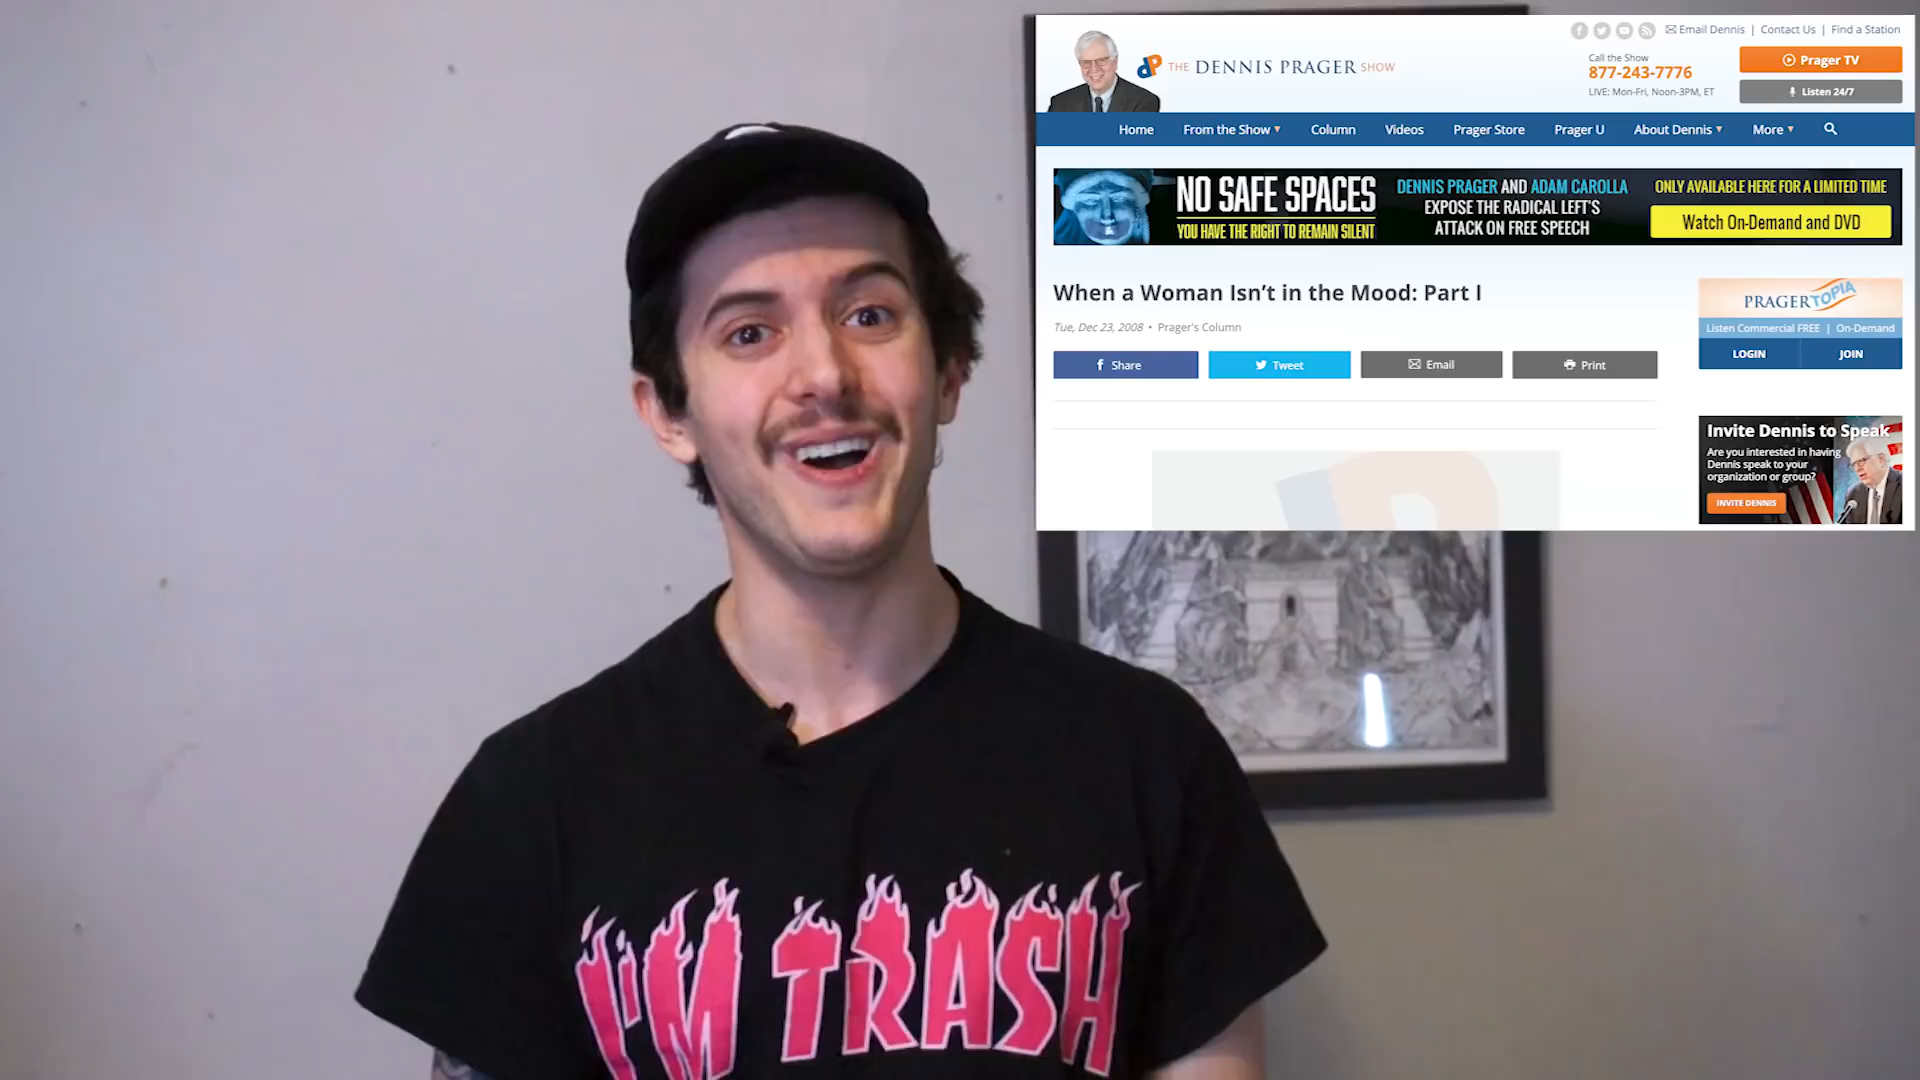 Email Dennis | Contact Us | Find a Station
THE DENNIS PRAGER SHOW
Call the Show
877-243-7776
LIVE: Mon-Fri, Noon-3PM, ET
Prager TV
Listen 24/7
Home From the Show Column Videos Prager Store Prager U About Dennis More
NO SAFE SPACES
YOU HAVE THE RIGHT TO REMAIN SILENT
DENNIS PRAGER AND ADAM CAROLLA
EXPOSE THE RADICAL LEFT'S
ATTACK ON FREE SPEECH
ONLY AVAILABLE HERE FOR A LIMITED TIME
Watch On-Demand and DVD
When a Woman Isn't in the Mood: Part I
Tue, Dec 23, 2008 • Prager's Column
Share Tweet Email Print
PRAGERTOPIA
Listen Commercial FREE | On-Demand
LOGIN JOIN
Invite Dennis to Speak
Are you interested in having
Dennis speak to your
organization or group?
INVITE DENNIS
I'M TRASH